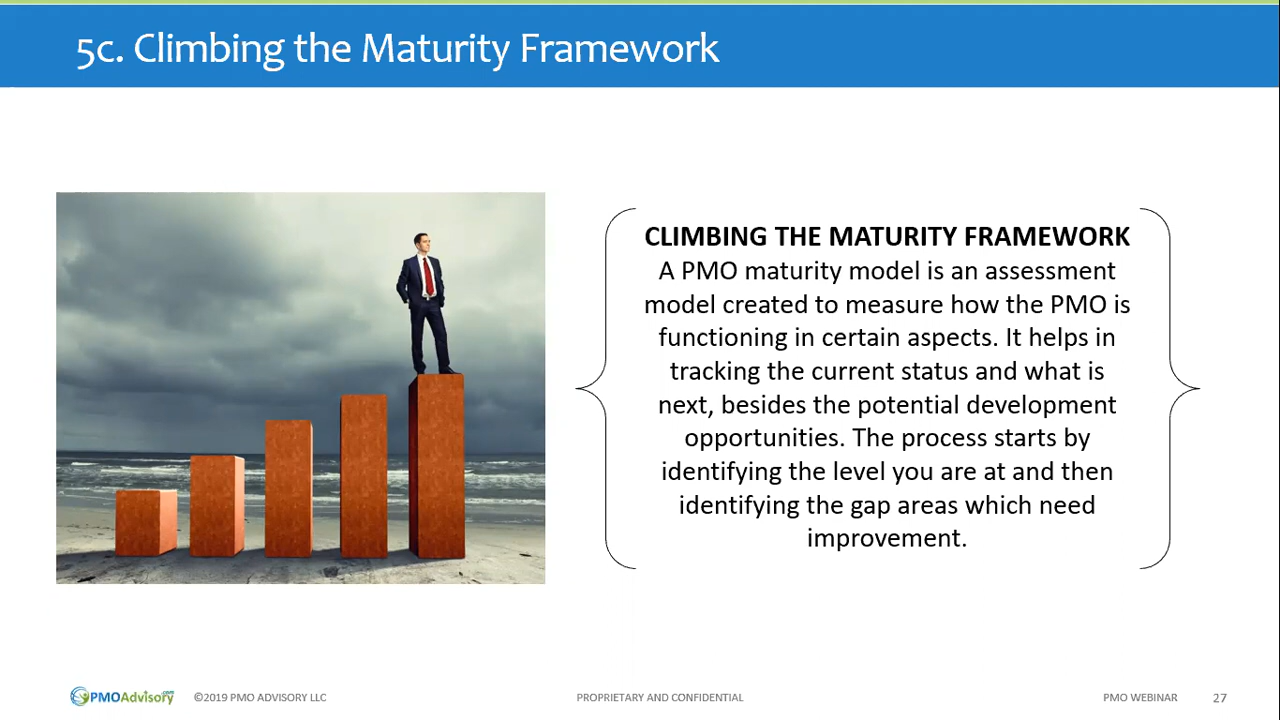 5c. Climbing the Maturity Framework
CLIMBING THE MATURITY FRAMEWORK
A PMO maturity model is an assessment
model created to measure how the PMO is
functioning in certain aspects. It helps in
tracking the current status and what is
next, besides the potential development
opportunities. The process starts by
identifying the level you are at and then
identifying the gap areas which need
improvement.
PMOAdvisory.com
©2019 PMO ADVISORY LLC
PROPRIETARY AND CONFIDENTIAL
PMO WEBINAR
27